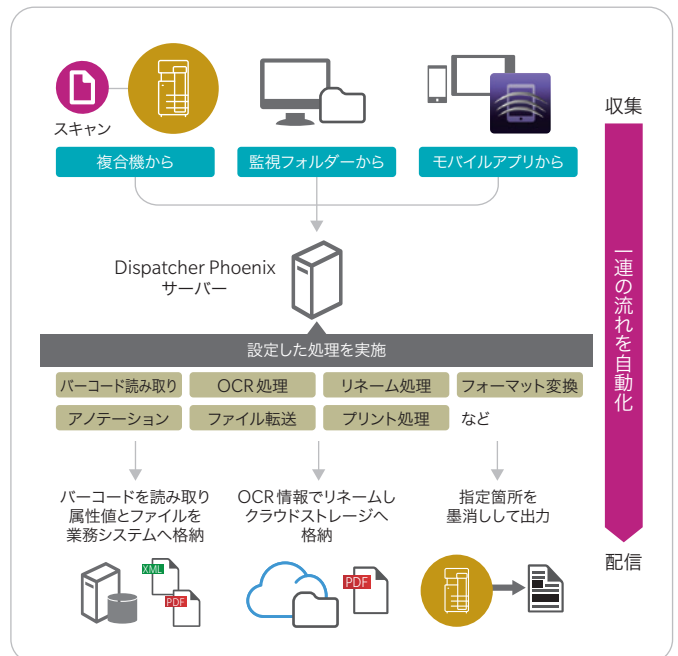 スキャン
収集
複合機から
監視フォルダーから
モバイルアプリから
Dispatcher Phoenix
サーバー
一連の流れを自動化
設定した処理を実施
バーコード読み取り
OCR処理
リネーム処理
フォーマット変換
アノテーション
ファイル転送
プリント処理
など
バーコードを読み取り
属性値とファイルを
業務システムへ格納
OCR情報でリネームし
クラウドストレージへ
格納
指定箇所を
墨消しして出力
配信
XML
PDF
PDF